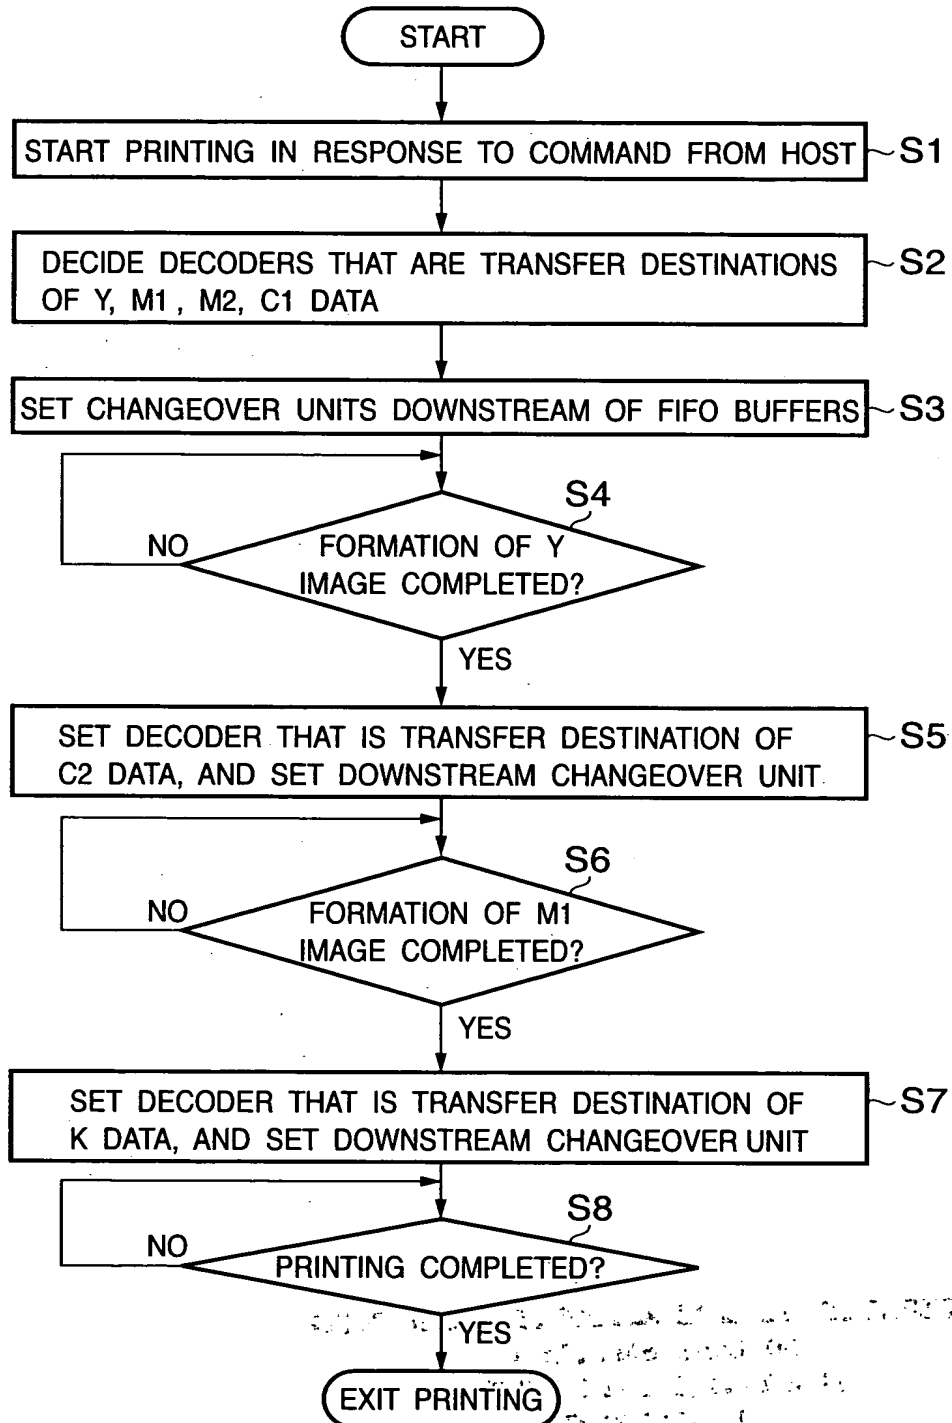 START
START PRINTING IN RESPONSE TO COMMAND FROM HOST
S1
DECIDE DECODERS THAT ARE TRANSFER DESTINATIONS
OF Y, M1 , M2, C1 DATA
S2
SET CHANGEOVER UNITS DOWNSTREAM OF FIFO BUFFERS
S3
S4
NO
FORMATION OF Y
IMAGE COMPLETED?
YES
SET DECODER THAT IS TRANSFER DESTINATION OF
C2 DATA, AND SET DOWNSTREAM CHANGEOVER UNIT
S5
S6
NO
FORMATION OF M1
IMAGE COMPLETED?
YES
SET DECODER THAT IS TRANSFER DESTINATION OF
K DATA, AND SET DOWNSTREAM CHANGEOVER UNIT
S7
S8
NO
PRINTING COMPLETED?
YES
EXIT PRINTING